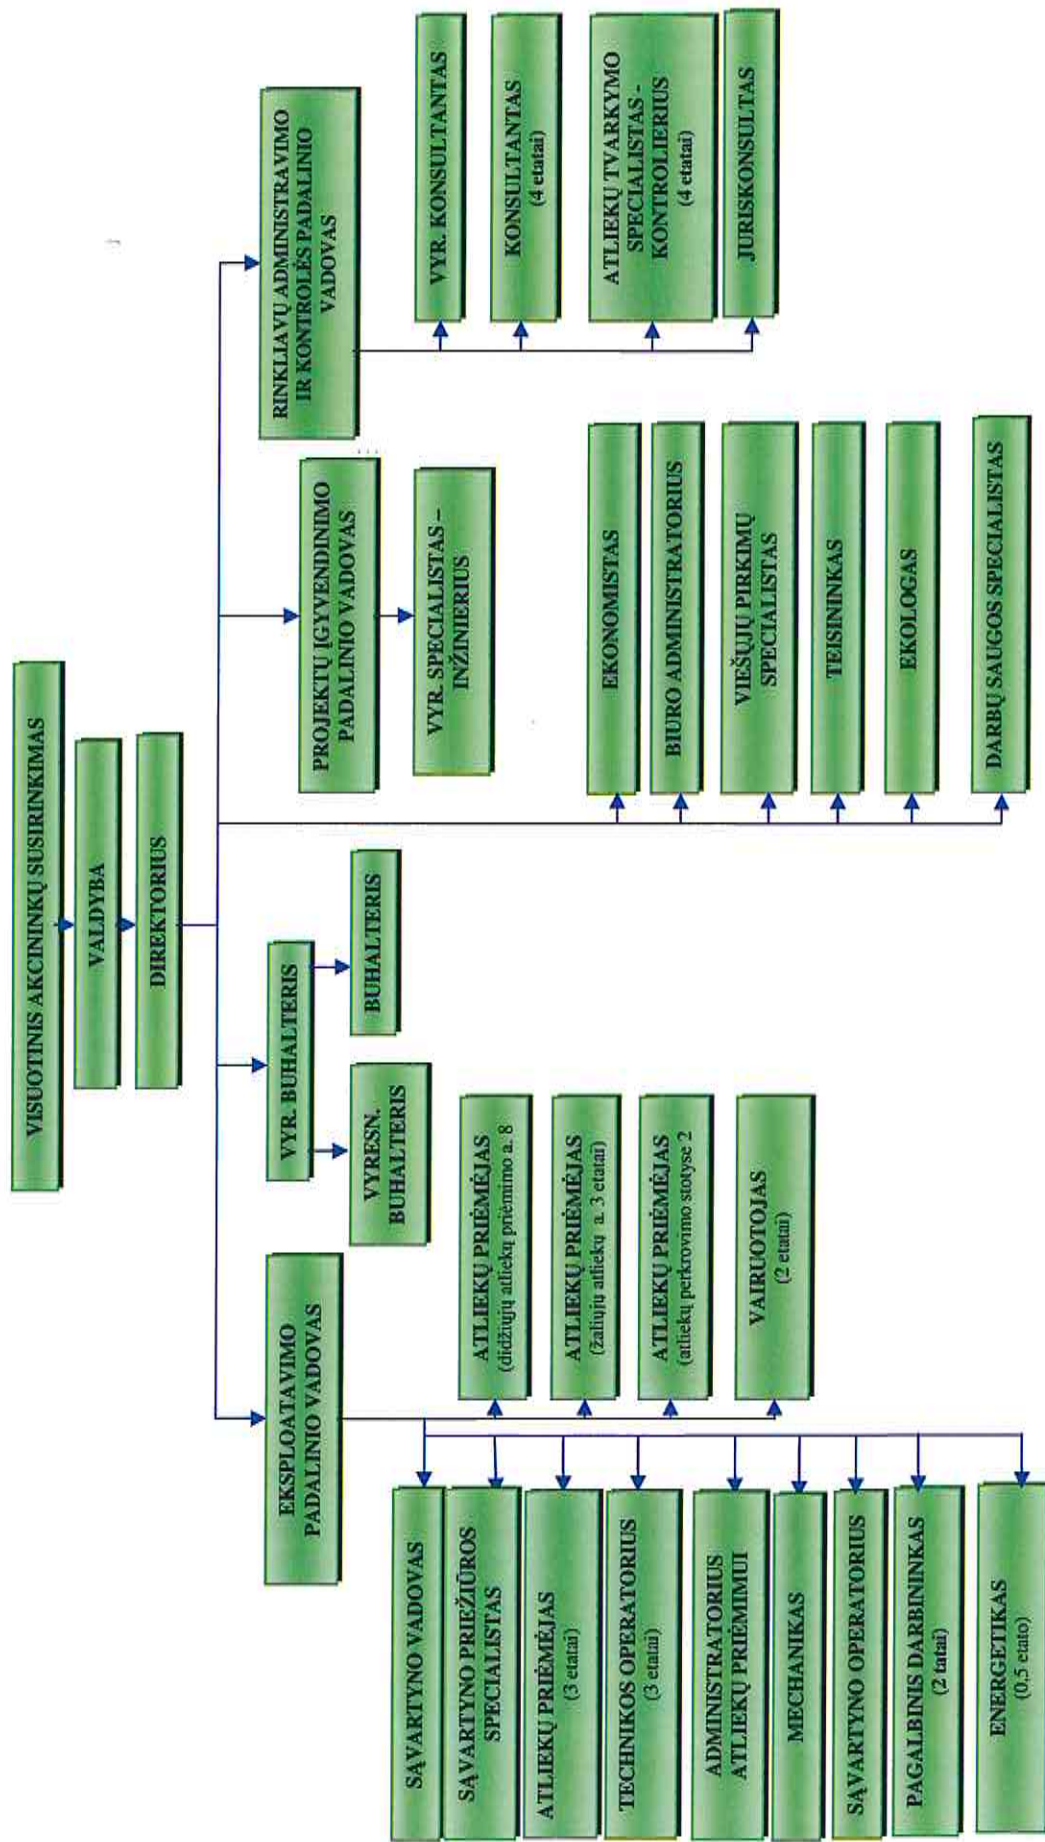 VISUOTINIS AKCININKŲ SUSIRINKIMAS
VALDYBA
DIREKTORIUS
EKSPLOATAVIMO
PADALINIO VADOVAS
VYR. BUHALTERIS
VYRESN.
BUHALTERIS
BUHALTERIS
PROJEKTŲ ĮGYVENDINIMO
PADALINIO VADOVAS
VYR. SPECIALISTAS –
INŽINIERIUS
RINKLIAVŲ ADMINISTRAVIMO
IR KONTROLĖS PADALINIO
VADOVAS
VYR. KONSULTANTAS
KONSULTANTAS
(4 etatai)
ATLIEKŲ TVARKYMO
SPECIALISTAS -
KONTROLIERIUS
(4 etatai)
JURISKONSULTAS
SĄVARTYNO VADOVAS
SĄVARTYNO PRIEŽIŪROS
SPECIALISTAS
ATLIEKŲ PRIĖMĖJAS
(3 etatai)
TECHNIKOS OPERATORIUS
(3 etatai)
ADMINISTRATORIUS
ATLIEKŲ PRIĖMIMUI
MECHANIKAS
SĄVARTYNO OPERATORIUS
PAGALBINIS DARBININKAS
(2 tatai)
ENERGETIKAS
(0,5 etato)
ATLIEKŲ PRIĖMĖJAS
(didžiųjų atliekų priėmimo a. 8
ATLIEKŲ PRIĖMĖJAS
(žaliųjų atliekų a. 3 etatai)
ATLIEKŲ PRIĖMĖJAS
(atliekų perkrovimo stotyse 2
VAIRUOTOJAS
(2 etatai)
EKONOMISTAS
BIURO ADMINISTRATORIUS
VIEŠŲJŲ PIRKIMŲ
SPECIALISTAS
TEISININKAS
EKOLOGAS
DARBŲ SAUGOS SPECIALISTAS